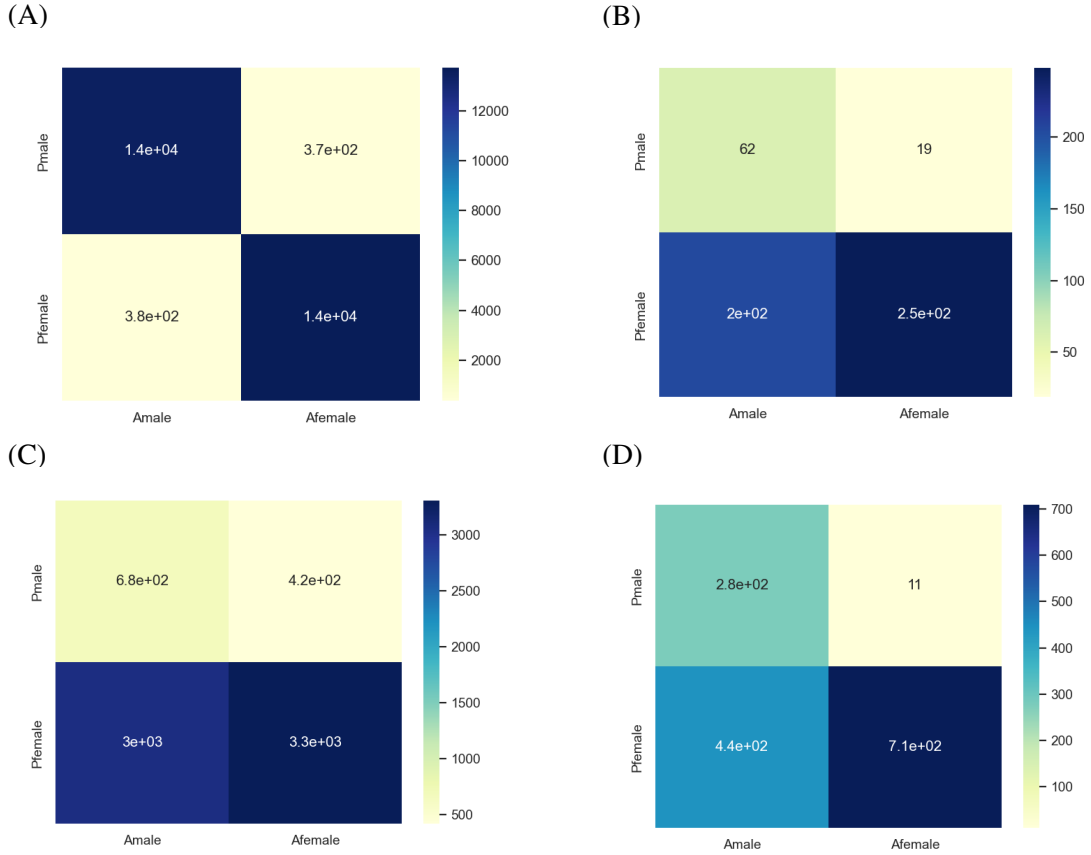 (A)
(B)
Pmale
1.4e+04
3.7e+02
Pfemale
3.8e+02
1.4e+04
Amale
Afemale
12000
10000
8000
6000
4000
2000
Pmale
62
19
Pfemale
2e+02
2.5e+02
Amale
Afemale
200
150
100
50
(C)
(D)
Pmale
6.8e+02
4.2e+02
Pfemale
3e+03
3.3e+03
Amale
Afemale
3000
2500
2000
1500
1000
500
Pmale
2.8e+02
11
Pfemale
4.4e+02
7.1e+02
Amale
Afemale
700
600
500
400
300
200
100